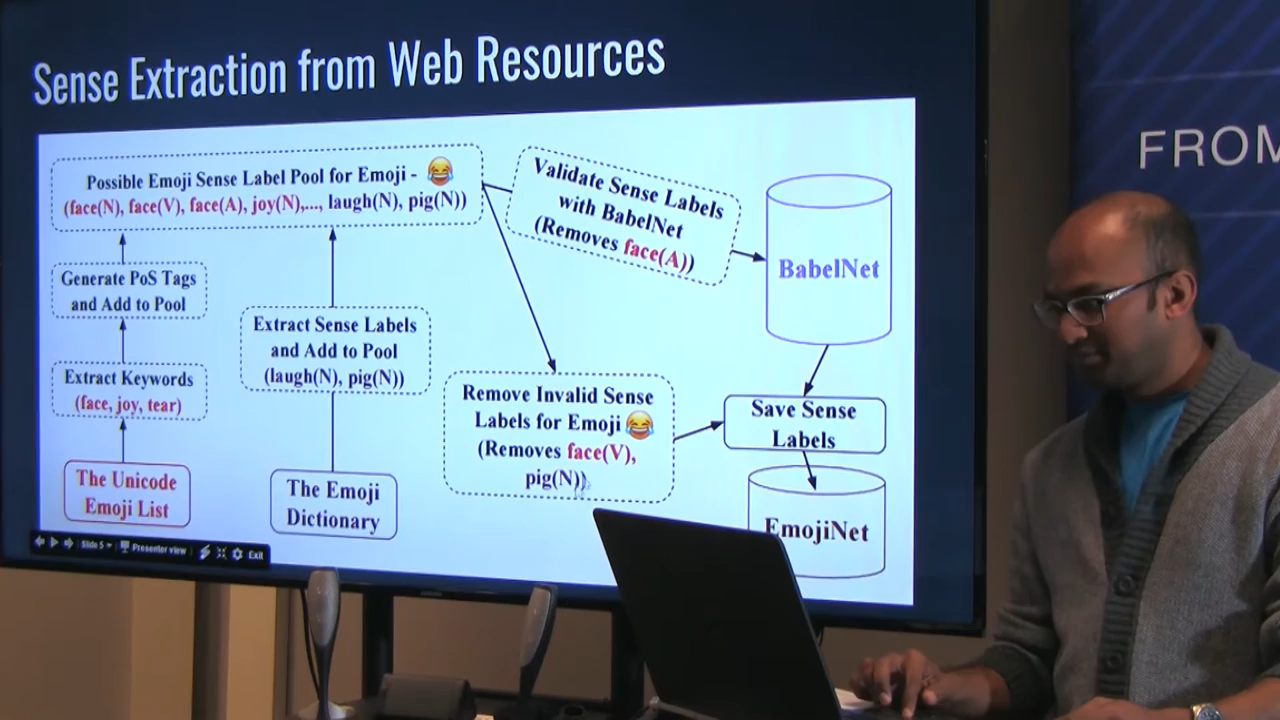 Sense Extraction from Web Resources
Possible Emoji Sense Label Pool for Emoji - 😂
(face(N), face(V), face(A), joy(N),..., laugh(N), pig(N))
Generate PoS Tags
and Add to Pool
Extract Keywords
(face, joy, tear)
The Unicode
Emoji List
Extract Sense Labels
and Add to Pool
(laugh(N), pig(N))
The Emoji
Dictionary
Validate Sense Labels
with BabelNet
(Removes face(A))
Remove Invalid Sense
Labels for Emoji 😂
(Removes face(V),
pig(N))
BabelNet
Save Sense
Labels
EmojiNet
Slide 5
Presenter view
Exit
FROM